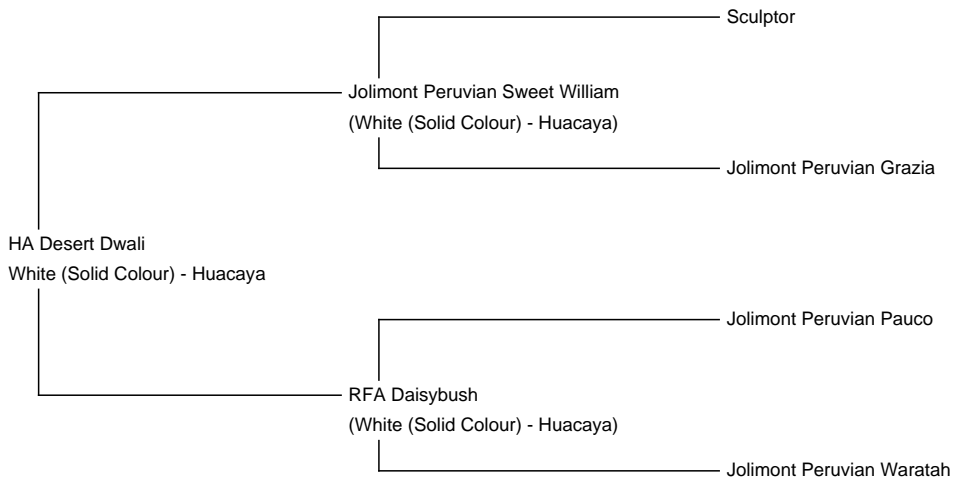 Sculptor
Jolimont Peruvian Sweet William
(White (Solid Colour) - Huacaya)
Jolimont Peruvian Grazia
HA Desert Dwali
White (Solid Colour) - Huacaya
Jolimont Peruvian Pauco
RFA Daisybush
(White (Solid Colour) - Huacaya)
Jolimont Peruvian Waratah